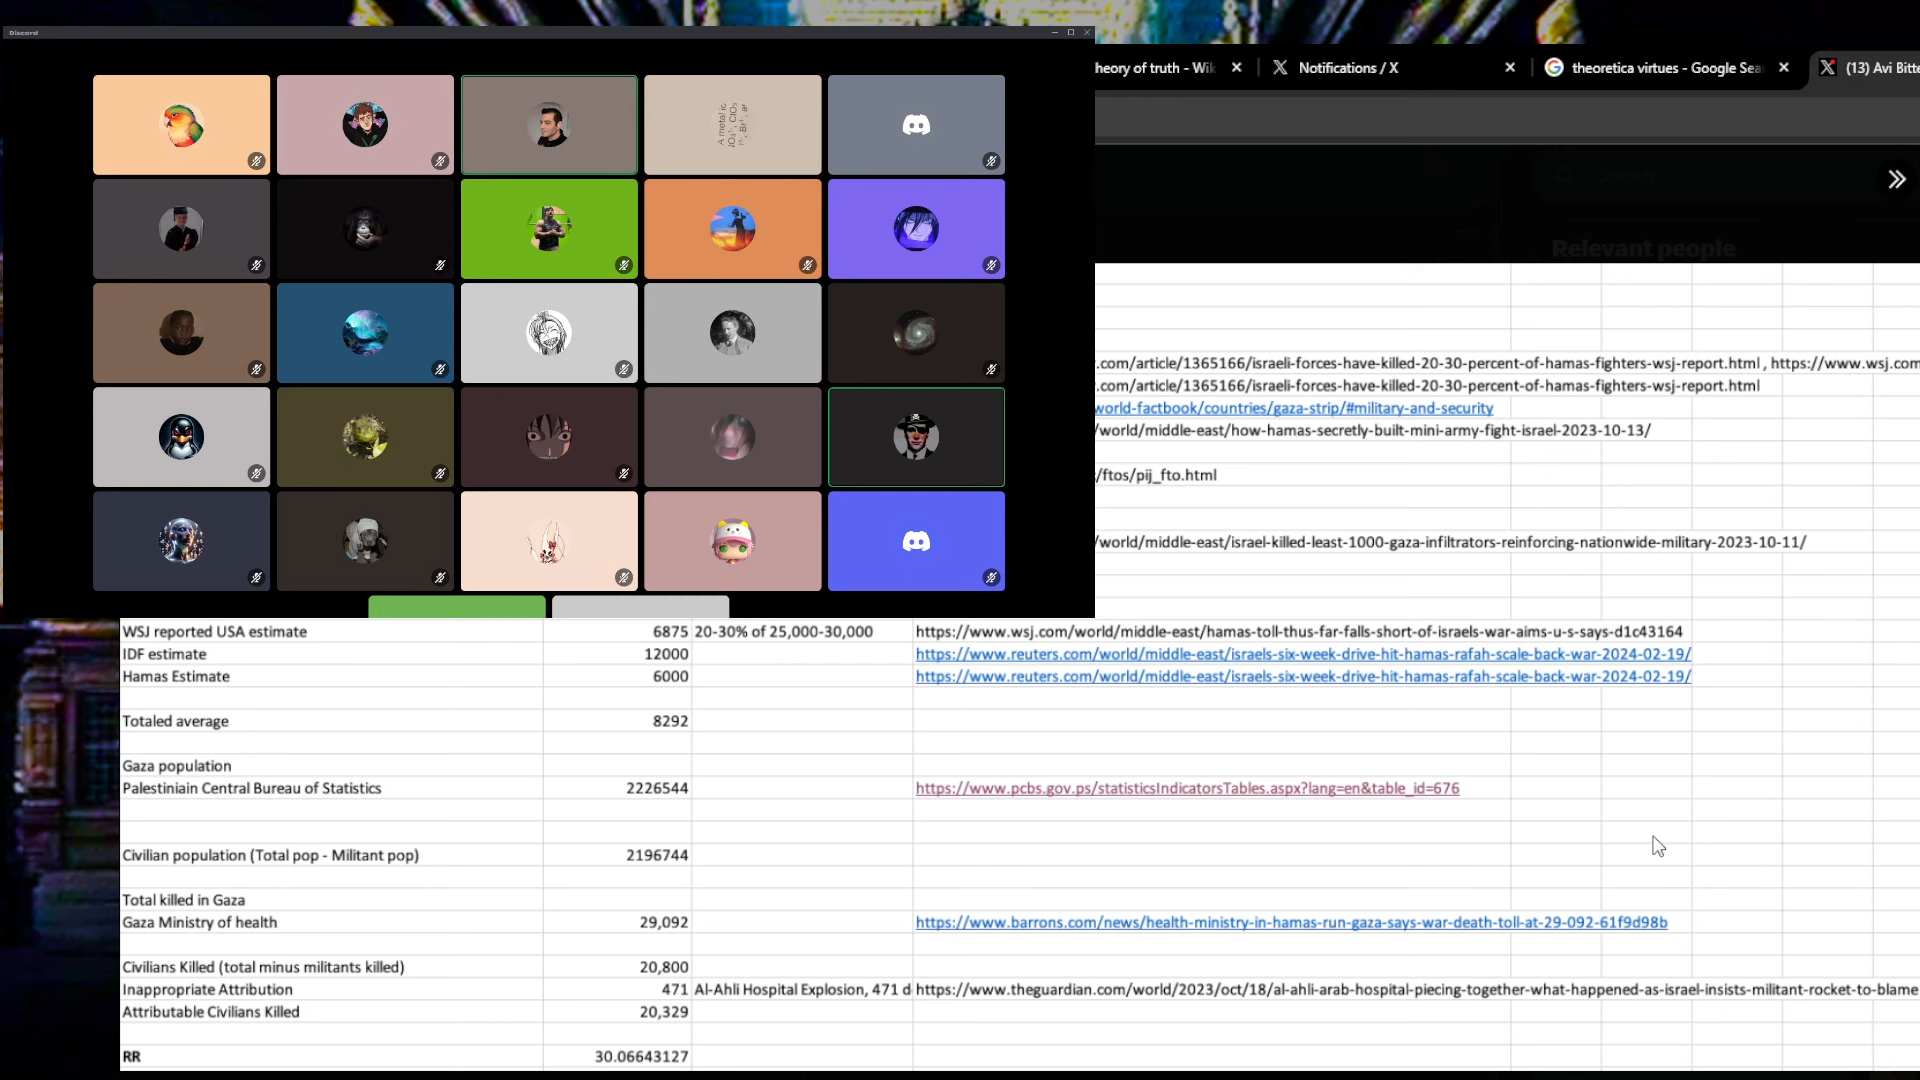 Discord
heory of truth - Wik
Notifications / X
theoretica virtues - Google Sea
(13) Avi Bitte
A metal io
Relevant people
.com/article/1365166/israeli-forces-have-killed-20-30-percent-of-hamas-fighters-wsj-report.html , https://www.wsj.com
.com/article/1365166/israeli-forces-have-killed-20-30-percent-of-hamas-fighters-wsj-report.html
world-factbook/countries/gaza-strip/#military-and-security
/world/middle-east/how-hamas-secretly-built-mini-army-fight-israel-2023-10-13/
/ftos/pij_fto.html
/world/middle-east/israel-killed-least-1000-gaza-infiltrators-reinforcing-nationwide-military-2023-10-11/
WSJ reported USA estimate 6875 20-30% of 25,000-30,000 https://www.wsj.com/world/middle-east/hamas-toll-thus-far-falls-short-of-israels-war-aims-u-s-says-d1c43164
IDF estimate 12000 https://www.reuters.com/world/middle-east/israels-six-week-drive-hit-hamas-rafah-scale-back-war-2024-02-19/
Hamas Estimate 6000 https://www.reuters.com/world/middle-east/israels-six-week-drive-hit-hamas-rafah-scale-back-war-2024-02-19/
Totaled average 8292
Gaza population
Palestiniain Central Bureau of Statistics 2226544 https://www.pcbs.gov.ps/statisticsIndicatorsTables.aspx?lang=en&table_id=676
Civilian population (Total pop - Militant pop) 2196744
Total killed in Gaza
Gaza Ministry of health 29,092 https://www.barrons.com/news/health-ministry-in-hamas-run-gaza-says-war-death-toll-at-29-092-61f9d98b
Civilians Killed (total minus militants killed) 20,800
Inappropriate Attribution 471 Al-Ahli Hospital Explosion, 471 d https://www.theguardian.com/world/2023/oct/18/al-ahli-arab-hospital-piecing-together-what-happened-as-israel-insists-militant-rocket-to-blame
Attributable Civilians Killed 20,329
RR 30.06643127